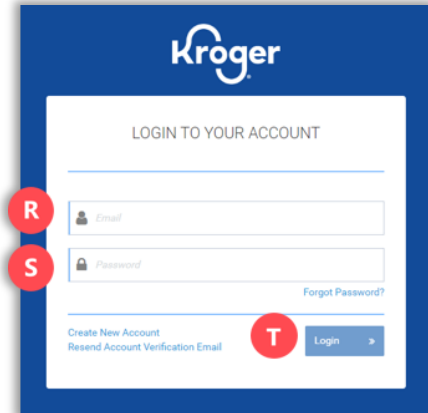 Kroger
LOGIN TO YOUR ACCOUNT
R
Email
S
Password
Forgot Password?
Create New Account
Resend Account Verification Email
T
Login »